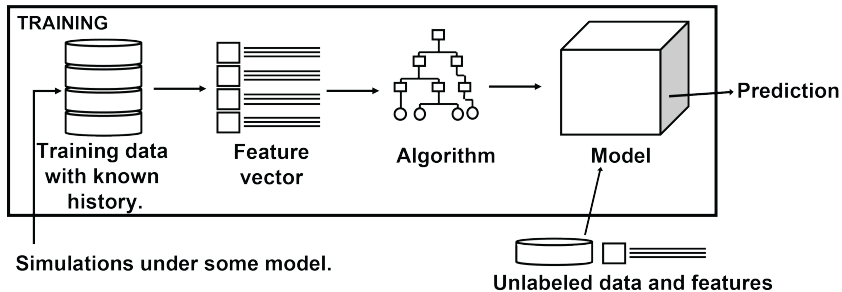 TRAINING
Training data
with known
history.
Feature
vector
Algorithm
Model
Prediction
Simulations under some model.
Unlabeled data and features